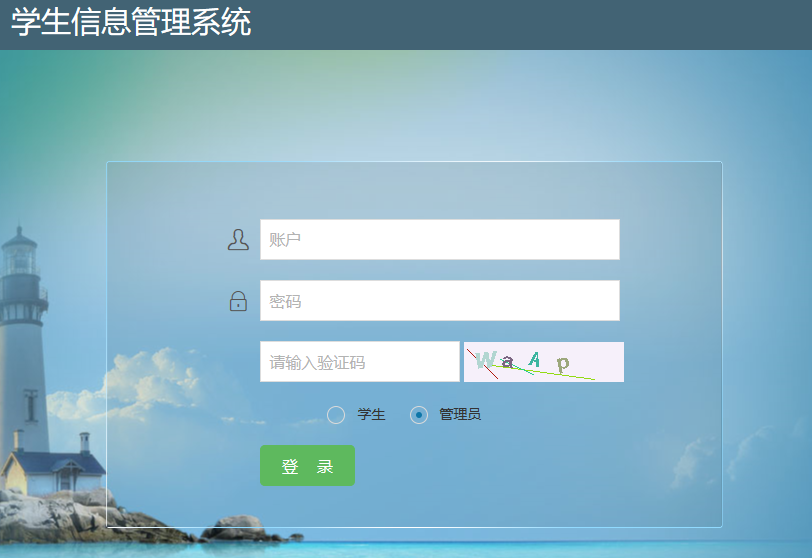 学生信息管理系统
账户
密码
请输入验证码 WaAp
学生 管理员
登 录